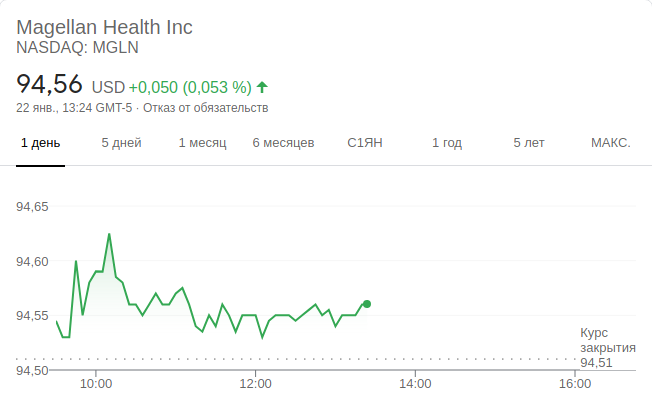 Magellan Health Inc
NASDAQ: MGLN
94,56 USD +0,050 (0,053 %)
22 янв., 13:24 GMT-5 · Отказ от обязательств
1 день 5 дней 1 месяц 6 месяцев С1ЯН 1 год 5 лет МАКС.
94,65
94,60
94,55
Курс
закрытия
94,51
94,50
10:00 12:00 14:00 16:00